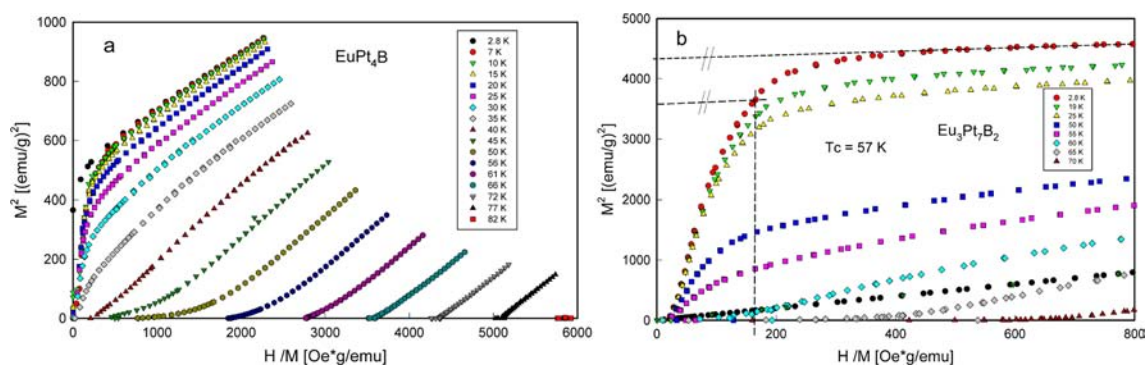 a
EuPt4B
M² [(emu/g)²]
1000
800
600
400
200
0
0
1000
2000
3000
4000
5000
6000
H /M [Oe*g/emu]
2.8 K
7 K
10 K
15 K
20 K
25 K
30 K
35 K
40 K
45 K
50 K
56 K
61 K
66 K
72 K
77 K
82 K
b
Eu3Pt7B2
Tc = 57 K
M² [(emu/g)²]
5000
4000
3000
2000
1000
0
0
200
400
600
800
H /M [Oe*g/emu]
2.8 K
19 K
25 K
50 K
55 K
60 K
65 K
70 K